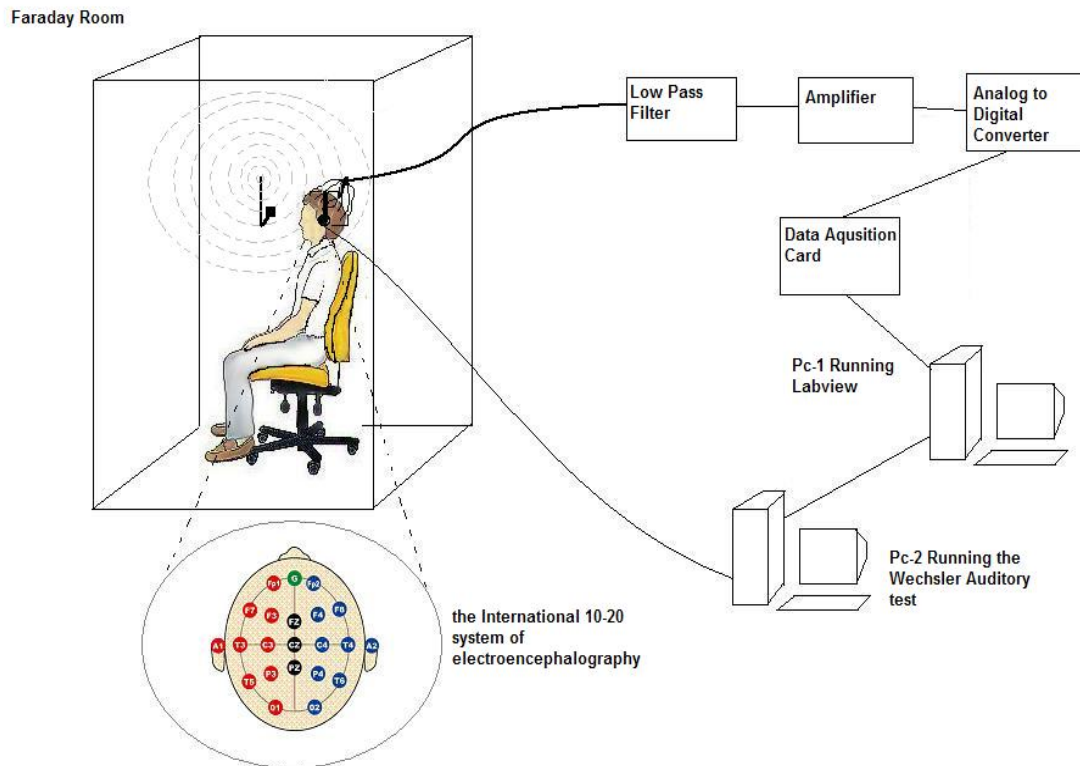 Faraday Room
Low Pass
Filter
Amplifier
Analog to
Digital
Converter
Data Aqusition
Card
Pc-1 Running
Labview
Pc-2 Running the
Wechsler Auditory
test
the International 10-20
system of
electroencephalography
Fp1 G Fp2
F7 F3 FZ F4 F8
A1 T3 C3 CZ C4 T4 A2
T5 P3 PZ P4 T6
O1 O2